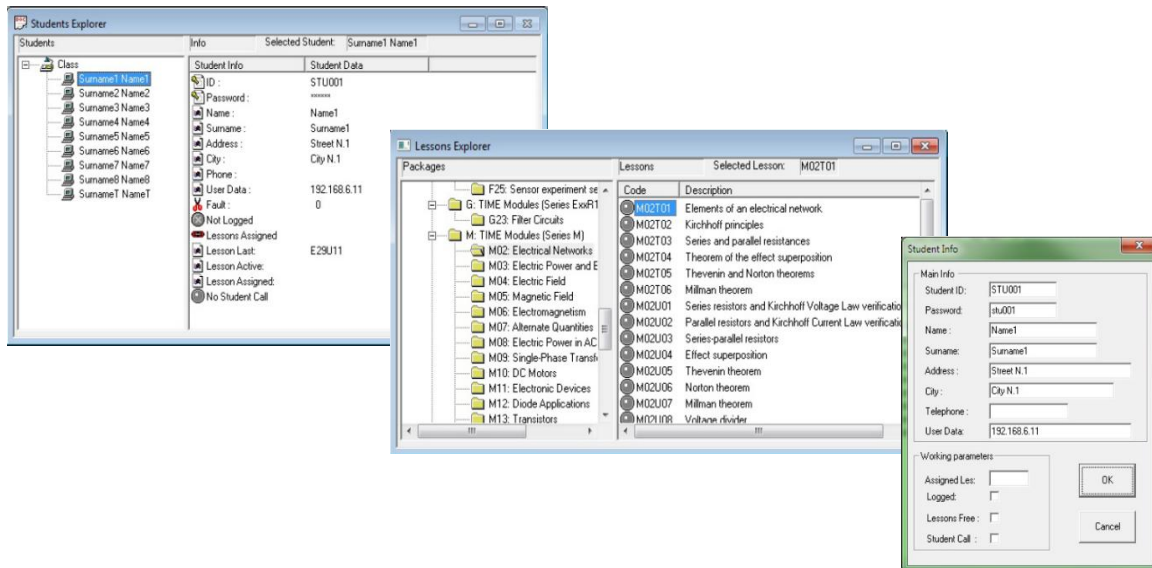 Students Explorer
Students
Info Selected Student: Surname1 Name1
Class
Surname1 Name1
Surname2 Name2
Surname3 Name3
Surname4 Name4
Surname5 Name5
Surname6 Name6
Surname7 Name7
Surname8 Name8
SurnameT NameT
Student Info Student Data
ID : STU001
Password : ******
Name : Name1
Surname : Surname1
Address : Street N.1
City : City N.1
Phone :
User Data : 192.168.6.11
Fault : 0
Not Logged
Lessons Assigned
Lesson Last: E29U11
Lesson Active:
Lesson Assigned:
No Student Call
Lessons Explorer
Packages
Lessons Selected Lesson: M02T01
F25: Sensor experiment se
G: TIME Modules (Series ExxR1
G23: Filter Circuits
M: TIME Modules (Series M)
M02: Electrical Networks
M03: Electric Power and E
M04: Electric Field
M05: Magnetic Field
M06: Electromagnetism
M07: Alternate Quantities
M08: Electric Power in AC
M09: Single-Phase Transfo
M10: DC Motors
M11: Electronic Devices
M12: Diode Applications
M13: Transistors
Code Description
M02T01 Elements of an electrical network
M02T02 Kirchhoff principles
M02T03 Series and parallel resistances
M02T04 Theorem of the effect superposition
M02T05 Thevenin and Norton theorems
M02T06 Millman theorem
M02U01 Series resistors and Kirchhoff Voltage Law verificatio
M02U02 Parallel resistors and Kirchhoff Current Law verificatio
M02U03 Series-parallel resistors
M02U04 Effect superposition
M02U05 Thevenin theorem
M02U06 Norton theorem
M02U07 Millman theorem
M02U08 Voltage divider
Student Info
Main Info
Student ID: STU001
Password: stu001
Name : Name1
Surname: Surname1
Address : Street N.1
City : City N.1
Telephone :
User Data: 192.168.6.11
Working parameters
Assigned Les:
Logged:
Lessons Free :
Student Call :
OK
Cancel